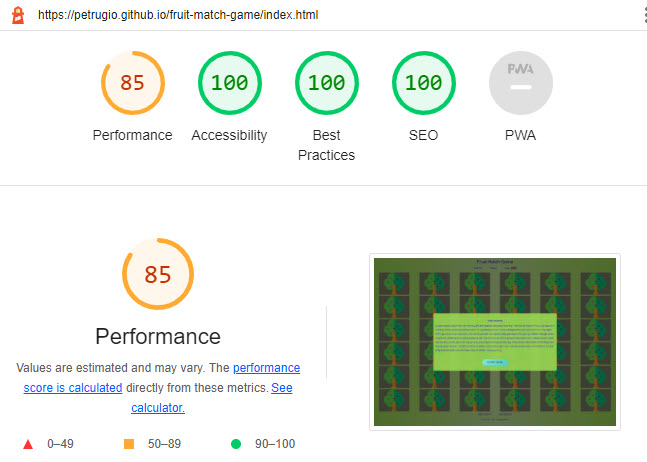 https://petrugio.github.io/fruit-match-game/index.html
85
100
100
100
PWA
Performance
Accessibility
Best
Practices
SEO
PWA
85
Performance
Values are estimated and may vary. The performance
score is calculated directly from these metrics. See
calculator.
0–49
50–89
90–100
Fruit Match Game